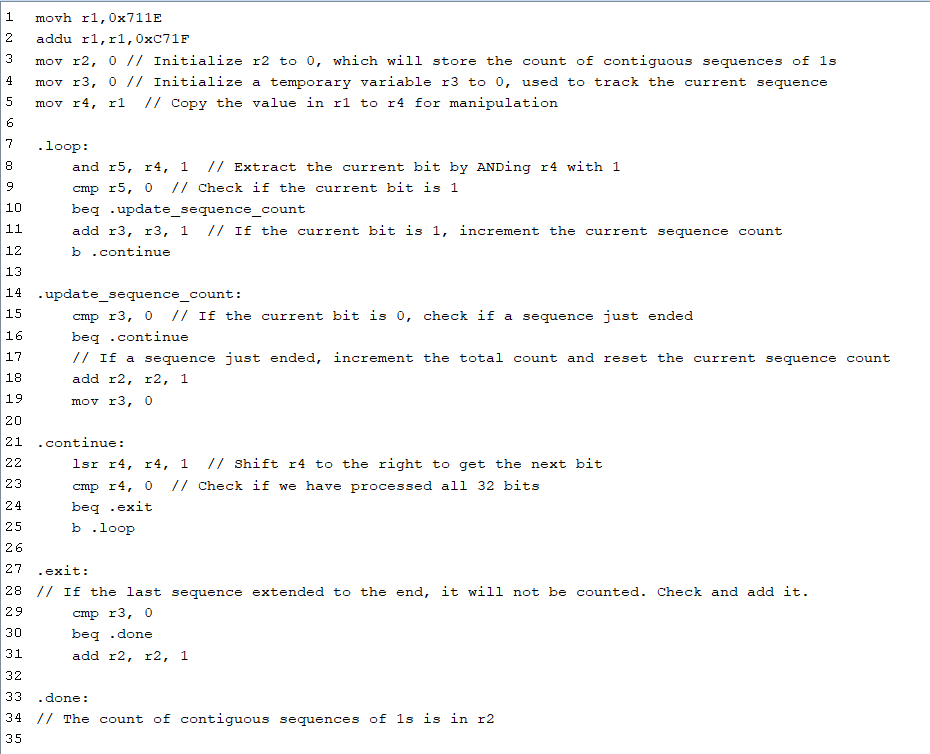 1 movh r1,0x711E
2 addu r1,r1,0xC71F
3 mov r2, 0 // Initialize r2 to 0, which will store the count of contiguous sequences of 1s
4 mov r3, 0 // Initialize a temporary variable r3 to 0, used to track the current sequence
5 mov r4, r1  // Copy the value in r1 to r4 for manipulation
6
7 .loop:
8     and r5, r4, 1  // Extract the current bit by ANDing r4 with 1
9     cmp r5, 0  // Check if the current bit is 1
10     beq .update_sequence_count
11     add r3, r3, 1  // If the current bit is 1, increment the current sequence count
12     b .continue
13
14 .update_sequence_count:
15     cmp r3, 0  // If the current bit is 0, check if a sequence just ended
16     beq .continue
17     // If a sequence just ended, increment the total count and reset the current sequence count
18     add r2, r2, 1
19     mov r3, 0
20
21 .continue:
22     lsr r4, r4, 1  // Shift r4 to the right to get the next bit
23     cmp r4, 0  // Check if we have processed all 32 bits
24     beq .exit
25     b .loop
26
27 .exit:
28 // If the last sequence extended to the end, it will not be counted. Check and add it.
29     cmp r3, 0
30     beq .done
31     add r2, r2, 1
32
33 .done:
34 // The count of contiguous sequences of 1s is in r2
35